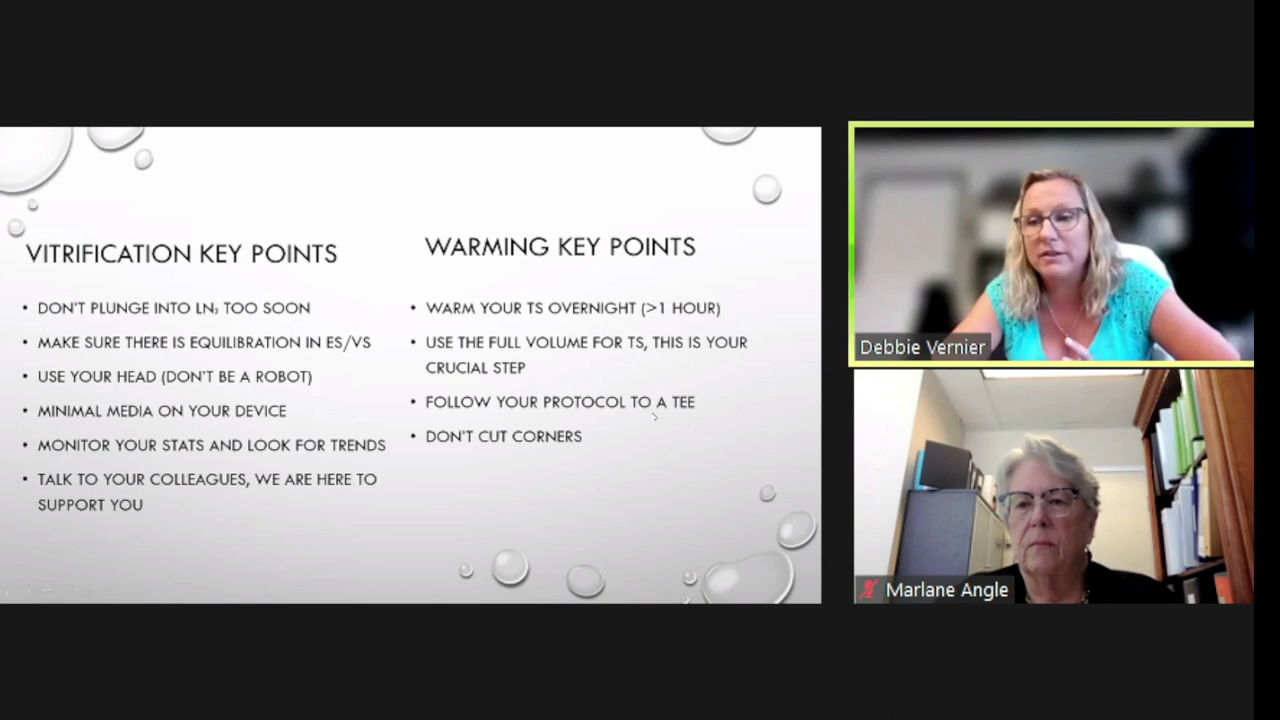 VITRIFICATION KEY POINTS
• DON'T PLUNGE INTO LN₂ TOO SOON
• MAKE SURE THERE IS EQUILIBRATION IN ES/VS
• USE YOUR HEAD (DON'T BE A ROBOT)
• MINIMAL MEDIA ON YOUR DEVICE
• MONITOR YOUR STATS AND LOOK FOR TRENDS
• TALK TO YOUR COLLEAGUES, WE ARE HERE TO
SUPPORT YOU
WARMING KEY POINTS
• WARM YOUR TS OVERNIGHT (>1 HOUR)
• USE THE FULL VOLUME FOR TS, THIS IS YOUR
CRUCIAL STEP
• FOLLOW YOUR PROTOCOL TO A TEE
• DON'T CUT CORNERS
Debbie Vernier
Marlane Angle